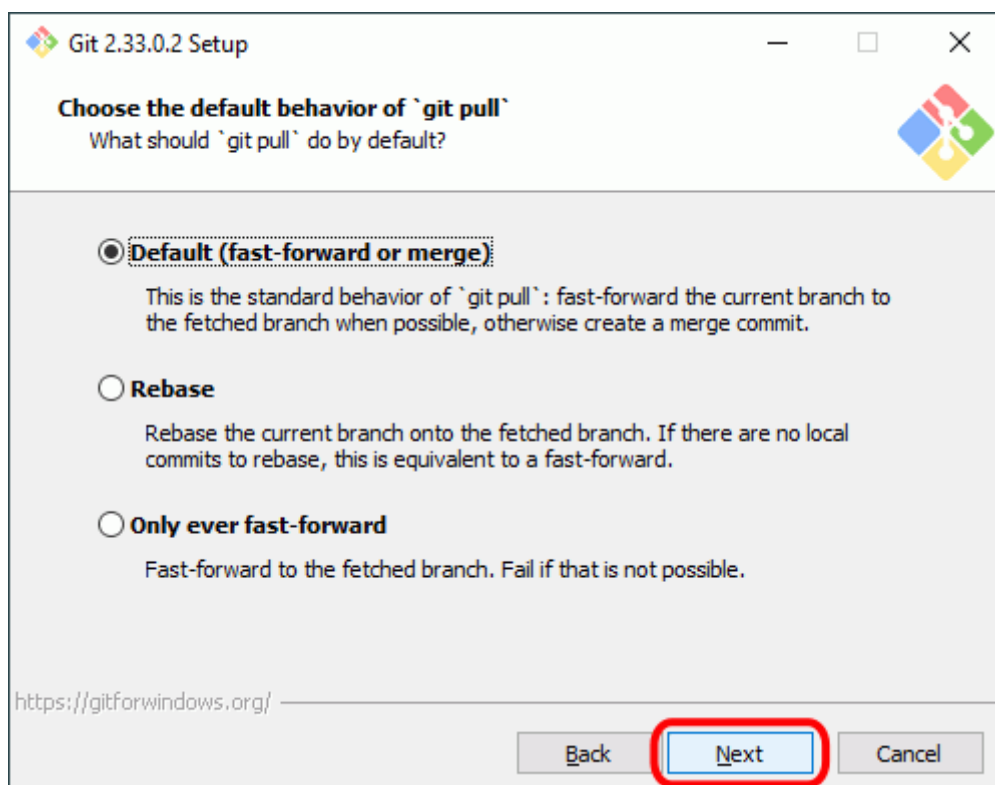 Git 2.33.0.2 Setup
Choose the default behavior of `git pull`
What should `git pull` do by default?
Default (fast-forward or merge)
This is the standard behavior of `git pull`: fast-forward the current branch to
the fetched branch when possible, otherwise create a merge commit.
Rebase
Rebase the current branch onto the fetched branch. If there are no local
commits to rebase, this is equivalent to a fast-forward.
Only ever fast-forward
Fast-forward to the fetched branch. Fail if that is not possible.
https://gitforwindows.org/
Back Next Cancel